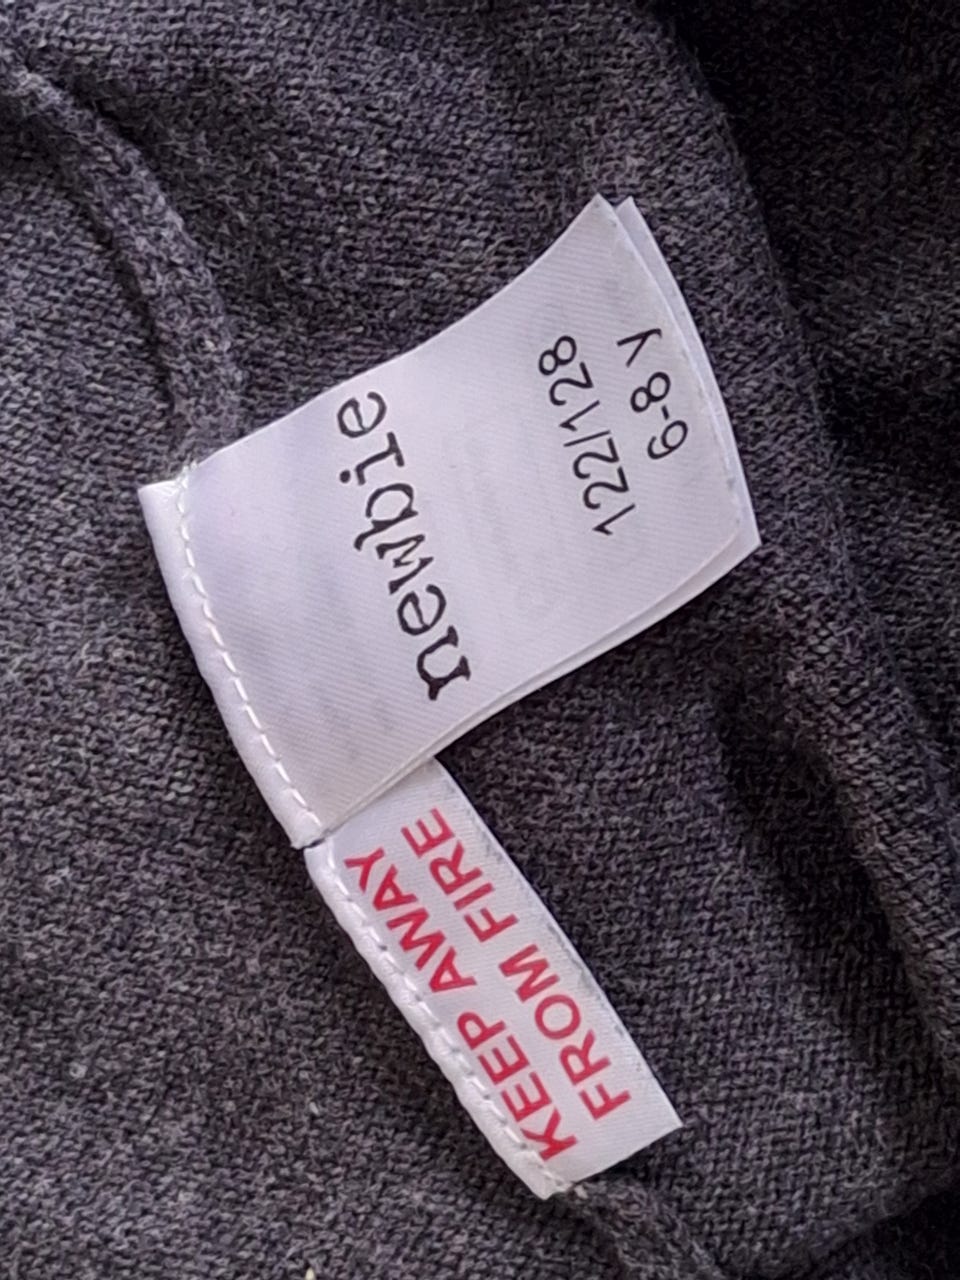 newbie
122/128
6-8 Y
KEEP AWAY
FROM FIRE